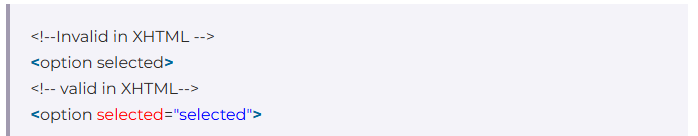 <!--Invalid in XHTML -->
<option selected>
<!-- valid in XHTML-->
<option selected="selected">